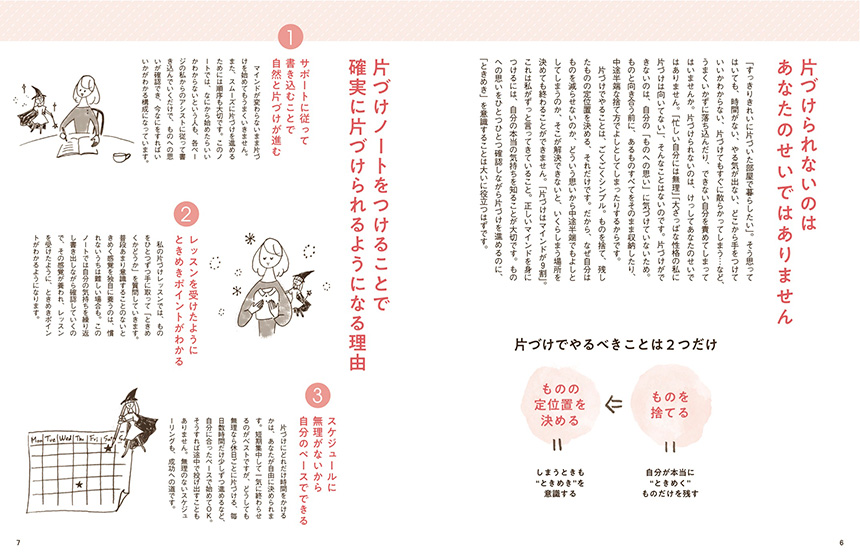 片づけられないのは
あなたのせいではありません
「すっきりきれいに片づいた部屋で暮らしたい」。そう思って
はいても、時間がない、やる気が出ない、どこから手をつけて
いいかわからない、片づけてもすぐに散らかってしまう…など、
うまくいかずに落ち込んだり、できない自分を責めてしまって
はいませんか。片づけられないのは、けっしてあなたのせいで
はありません。「忙しい自分には無理」「大ざっぱな性格の私に
片づけは向いてない」、そんなことはないのです。片づけがで
きないのは、自分の「ものへの思い」に気づけていないため。
ものと向き合う前に、あるものすべてをそのまま収納したり、
中途半端な捨て方でよしとしてしまったりするからです。
片づけでやることは、ごくごくシンプル。ものを捨て、残し
たものの定位置を決める、それだけです。だから、なぜ自分は
ものを減らせないのか、どういう思いから中途半端でもよしと
してしまうのか、そこが解決できないと、いくらしまう場所を
決めても終わることができません。「片づけはマインドが9割」。
これは私がずっと言ってきていること。正しいマインドを身に
つけるには、自分の本当の気持ちを知ることが大切です。もの
への思いをひとつひとつ確認しながら片づけを進めるのに、
「ときめき」を意識することは大いに役立つはずです。
片づけでやるべきことは2つだけ
ものを
捨てる
自分が本当に
“ときめく”
ものだけを残す
ものの
定位置を
決める
しまうときも
“ときめき”を
意識する
6
片づけノートをつけることで
確実に片づけられるようになる理由
1
サポートに従って
書き込むことで
自然と片づけが進む
マインドが変わらないまま片づ
けを始めてもうまくいきません。
また、スムーズに片づけを進める
ためには順序も大切です。このノ
ートでは、なにから始めたらいい
かわからないという人も、各ペー
ジの私からのアシストに従って書
き込んでいくだけで、ものへの思
いが確認でき、今なにをすればい
いかがわかる構成になっています。
2
レッスンを受けたように
ときめきポイントがわかる
私の片づけレッスンでは、もの
をひとつずつ手に取って「ときめ
くかどうか」を質問していきます。
普段あまり意識することのないと
きめく感覚を独自に養うのは、慣
れないうちは難しい場合も。この
ノートでは自分の気持ちを繰り返
し書き出しながら確認していくの
で、その感覚が養われ、レッスン
を受けたように、ときめきポイン
トがわかるようになります。
3
スケジュールに
無理がないから
自分のペースでできる
片づけにどれだけ時間をかける
かは、あなたが自由に決められま
す。短期集中して一気に終わらせ
るのがベストですが、どうしても
無理なら休日ごとに片づける、毎
日数時間だけ少しずつ進めるなど、
自分に合ったペースで始めてOK。
そうすれば途中で投げ出すことも
ありません。無理のないスケジュ
ーリングも、成功への道です。
Mon Tue Wed Thu Fri Sat Su
7